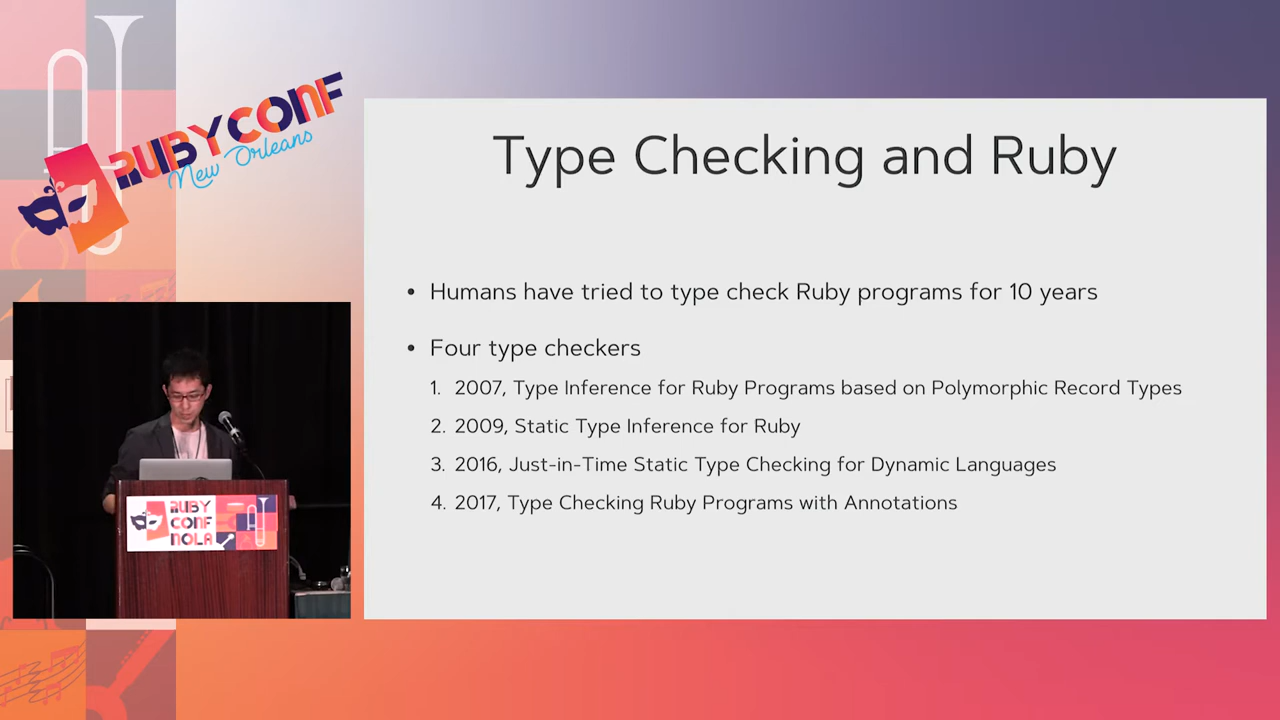 RUBYCONF
New Orleans
Type Checking and Ruby
• Humans have tried to type check Ruby programs for 10 years
• Four type checkers
1. 2007, Type Inference for Ruby Programs based on Polymorphic Record Types
2. 2009, Static Type Inference for Ruby
3. 2016, Just-in-Time Static Type Checking for Dynamic Languages
4. 2017, Type Checking Ruby Programs with Annotations
RUBY
CONF
NOLA